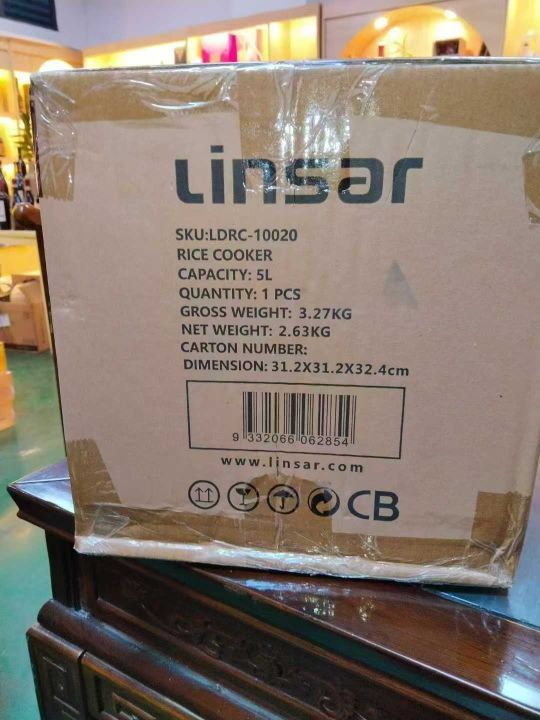 Linsar
SKU:LDRC-10020
RICE COOKER
CAPACITY: 5L
QUANTITY: 1 PCS
GROSS WEIGHT: 3.27KG
NET WEIGHT: 2.63KG
CARTON NUMBER:
DIMENSION: 31.2X31.2X32.4cm
9 332066 062854
www.linsar.com
CB